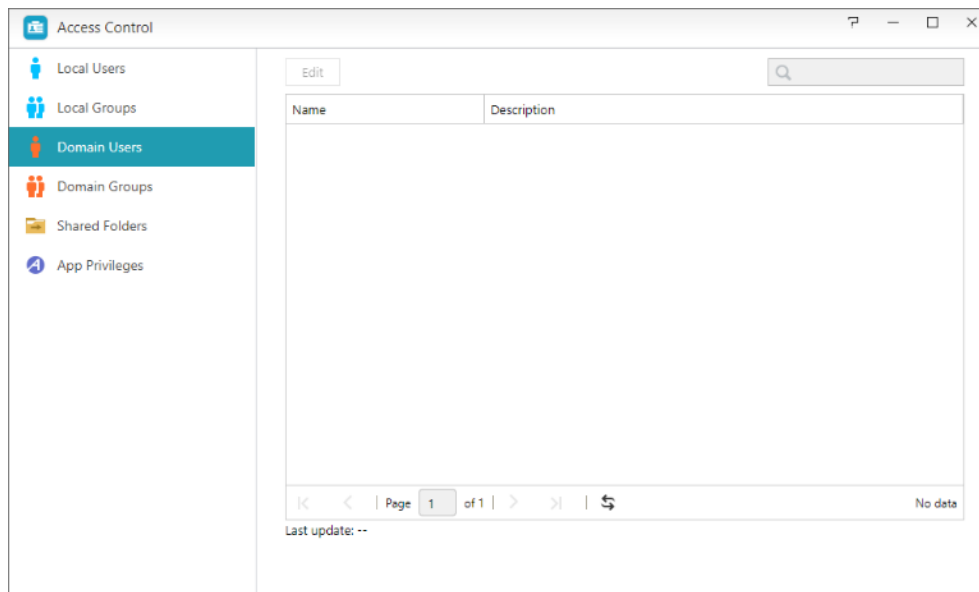 Access Control
Local Users
Local Groups
Domain Users
Domain Groups
Shared Folders
App Privileges
Edit
Name Description
Page 1 of 1 No data
Last update: --